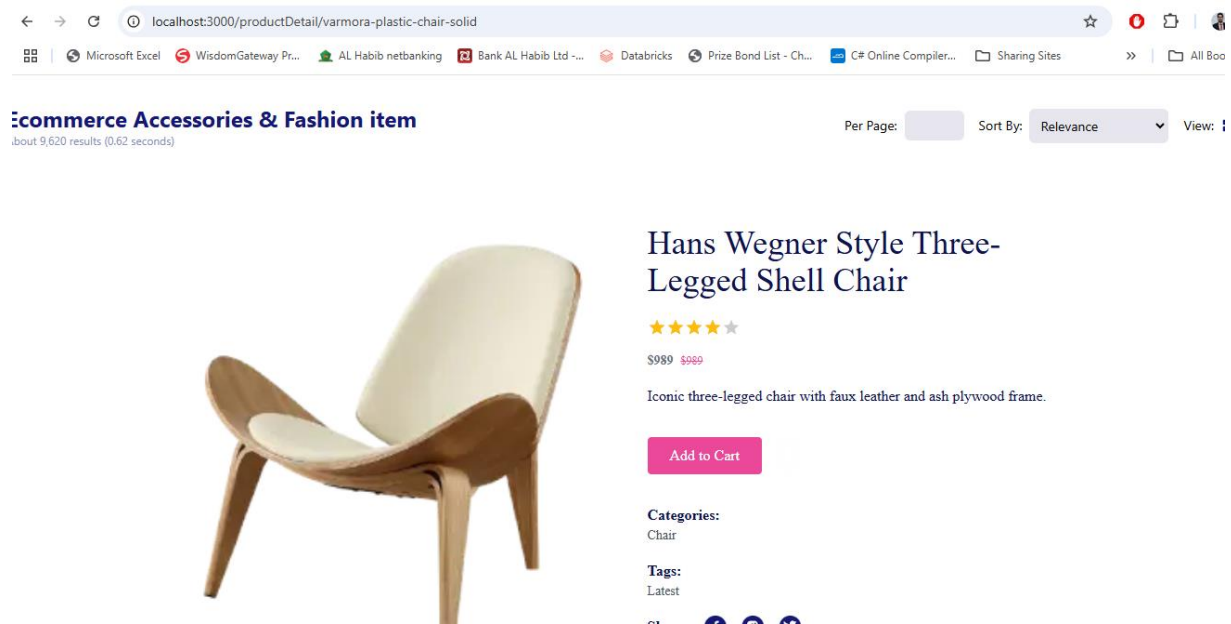 localhost:3000/productDetail/varmora-plastic-chair-solid
Microsoft Excel WisdomGateway Pr... AL Habib netbanking Bank AL Habib Ltd -... Databricks Prize Bond List - Ch... C# Online Compiler... Sharing Sites » All Boo
Ecommerce Accessories & Fashion item
About 9,620 results (0.62 seconds)
Per Page: Sort By: Relevance View:
Hans Wegner Style Three-
Legged Shell Chair
$989 $989
Iconic three-legged chair with faux leather and ash plywood frame.
Add to Cart
Categories:
Chair
Tags:
Latest